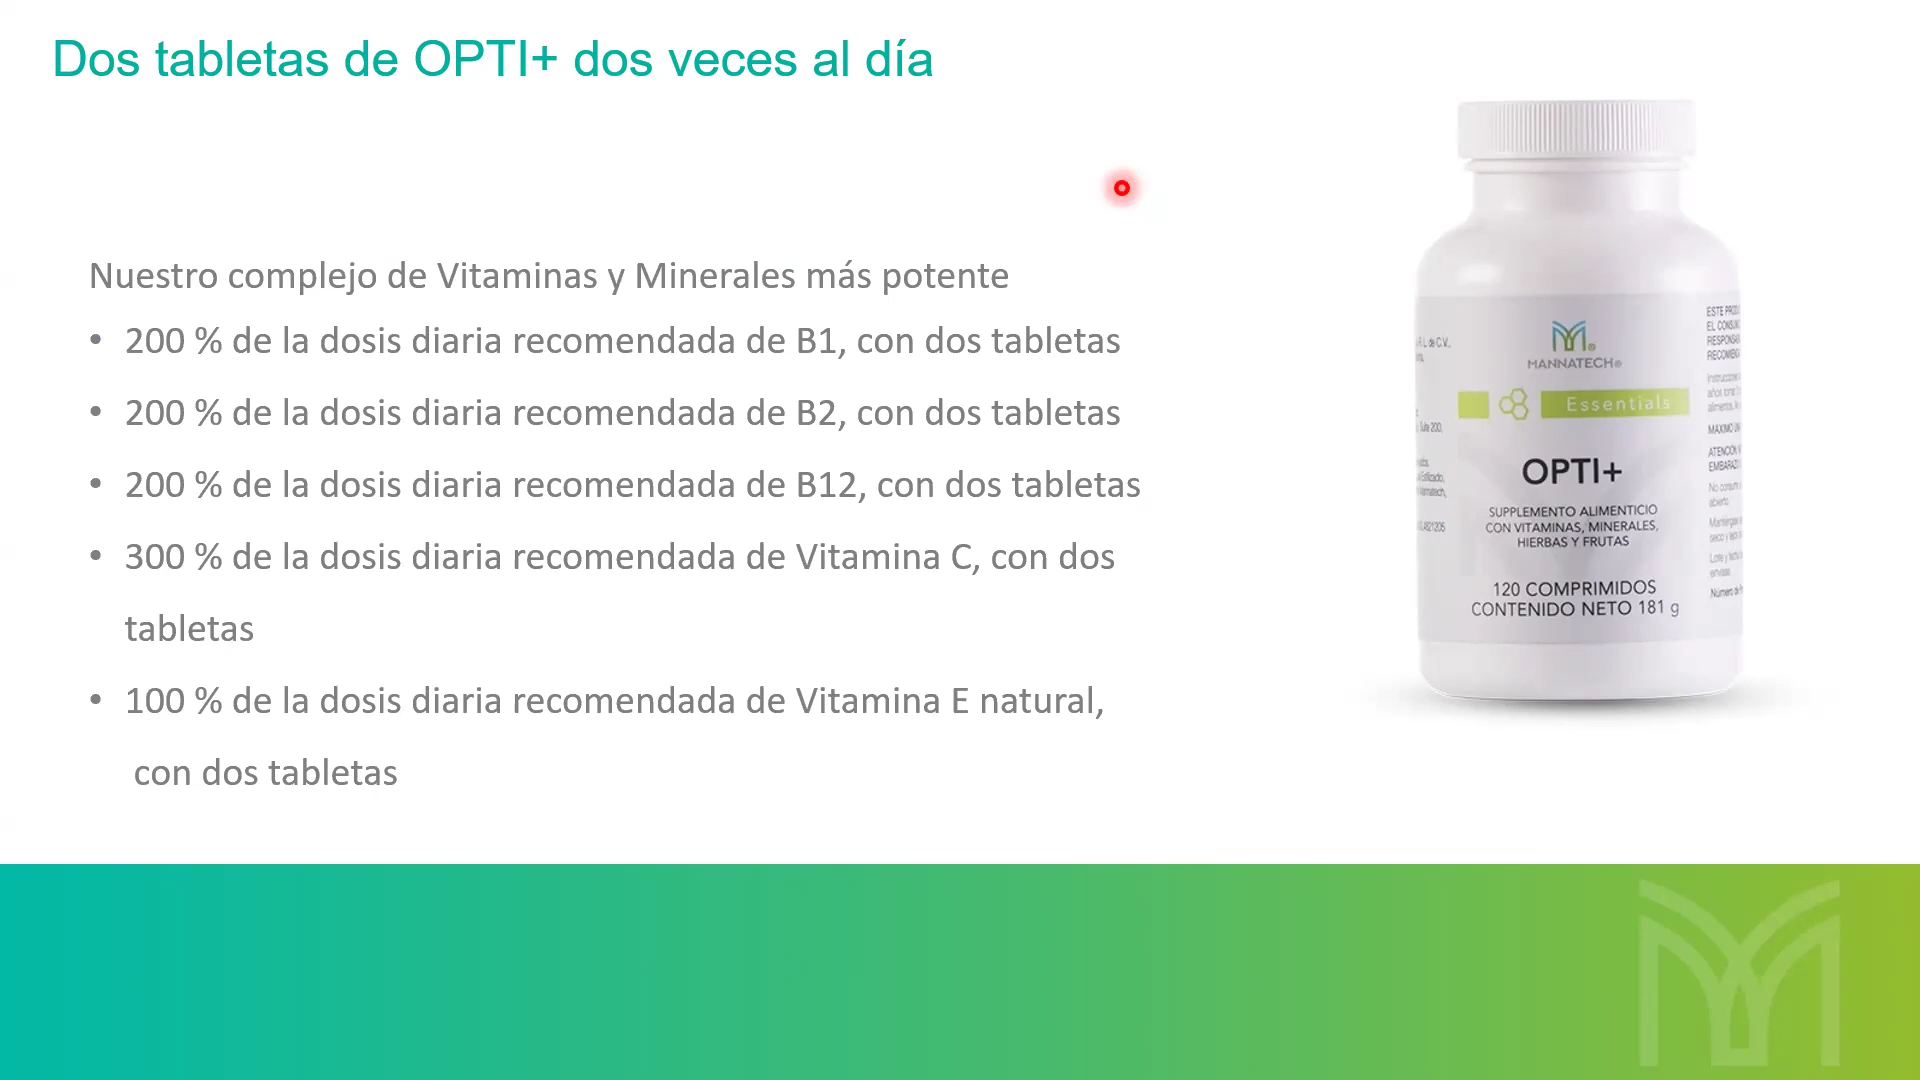 Dos tabletas de OPTI+ dos veces al día
Nuestro complejo de Vitaminas y Minerales más potente
• 200 % de la dosis diaria recomendada de B1, con dos tabletas
• 200 % de la dosis diaria recomendada de B2, con dos tabletas
• 200 % de la dosis diaria recomendada de B12, con dos tabletas
• 300 % de la dosis diaria recomendada de Vitamina C, con dos
tabletas
• 100 % de la dosis diaria recomendada de Vitamina E natural,
con dos tabletas
MANNATECH®
Essentials
OPTI+
SUPPLEMENTO ALIMENTICIO
CON VITAMINAS, MINERALES,
HIERBAS Y FRUTAS
120 COMPRIMIDOS
CONTENIDO NETO 181 g